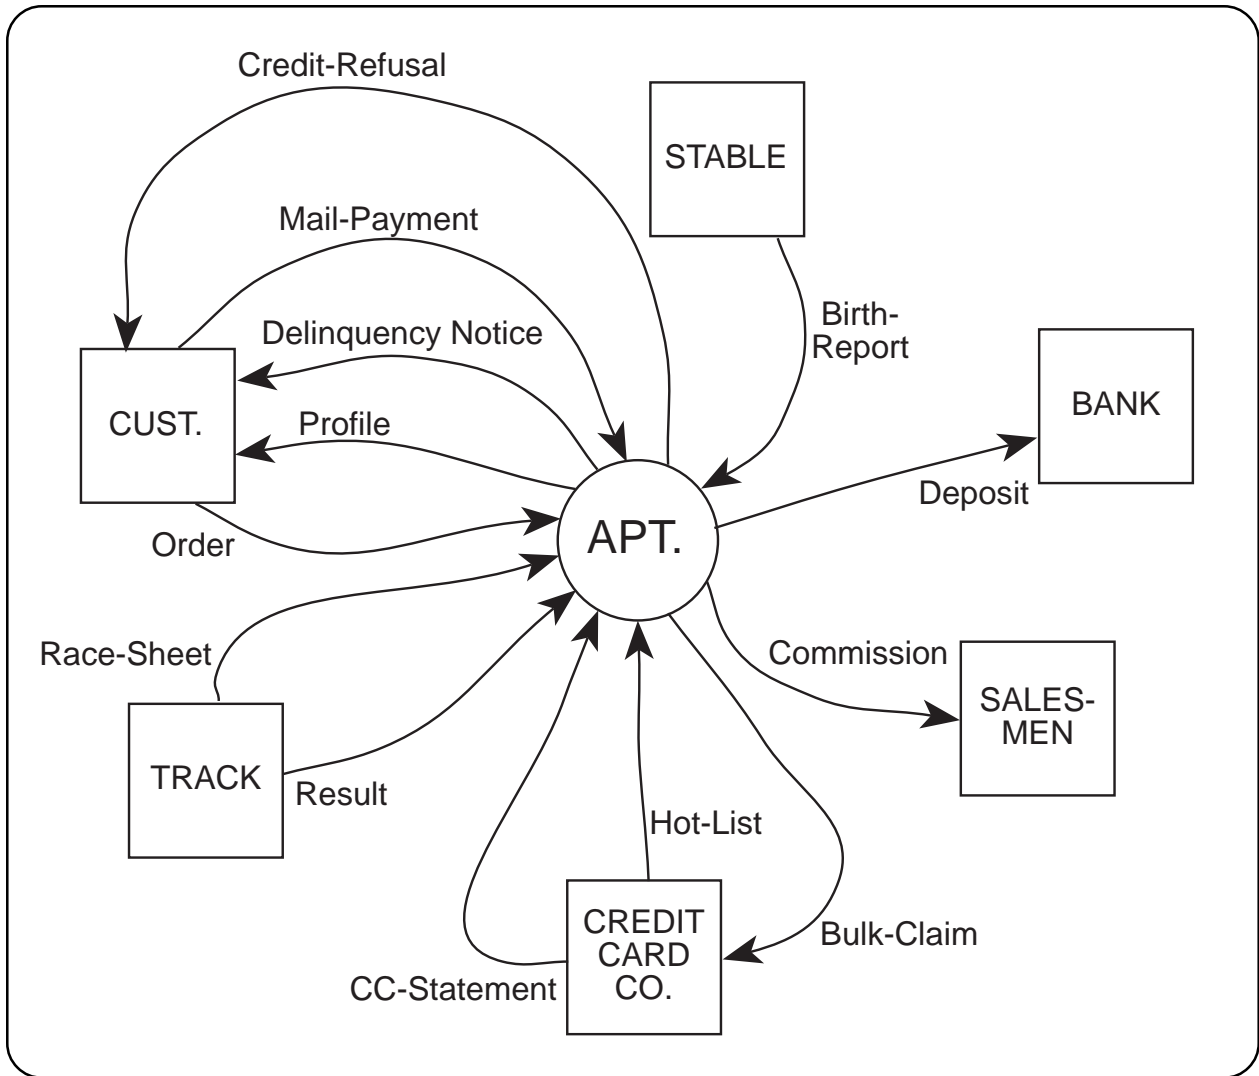 Credit-Refusal
STABLE
Mail-Payment
Birth-
Report
Delinquency Notice
BANK
CUST.
Profile
Deposit
Order
APT.
Race-Sheet
Commission
SALES-
MEN
TRACK
Result
Hot-List
CREDIT
CARD
CO.
Bulk-Claim
CC-Statement